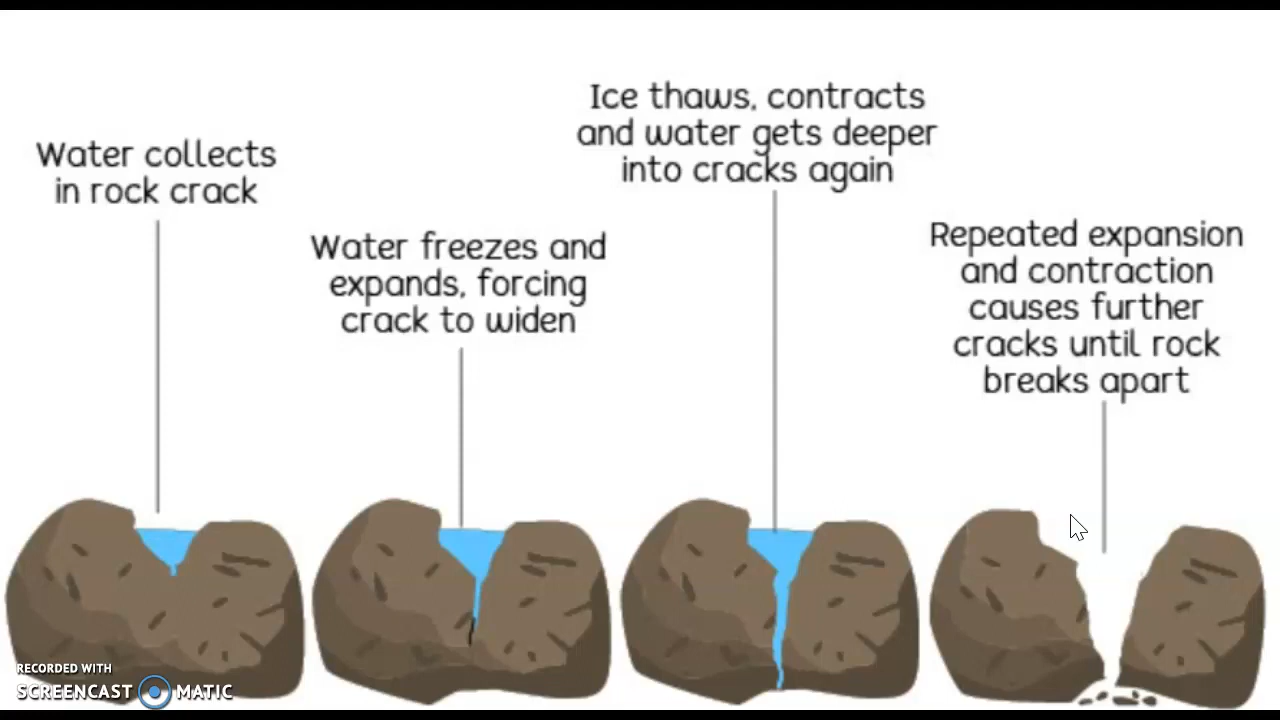 Water collects
in rock crack
Water freezes and
expands, forcing
crack to widen
Ice thaws, contracts
and water gets deeper
into cracks again
Repeated expansion
and contraction
causes further
cracks until rock
breaks apart
RECORDED WITH
SCREENCAST MATIC